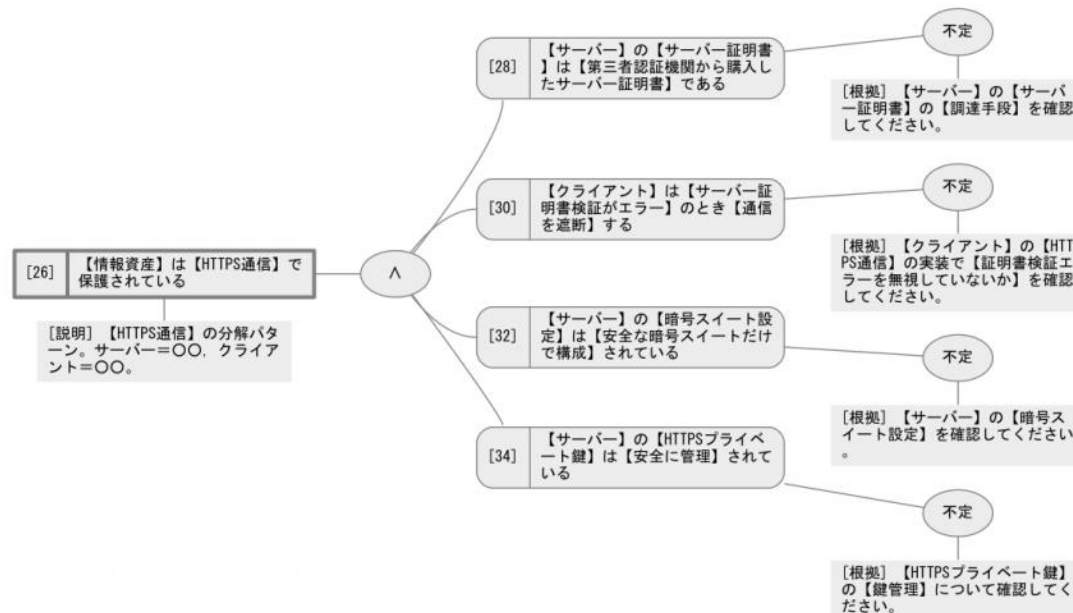 [26]
【情報資産】は【HTTPS通信】で
保護されている
[説明] 【HTTPS通信】の分解パタ
ーン。サーバー=〇〇, クライア
ント=〇〇。
∧
[28]
【サーバー】の【サーバー証明書
】は【第三者認証機関から購入し
たサーバー証明書】である
不定
[根拠] 【サーバー】の【サーバ
ー証明書】の【調達手段】を確認
してください。
[30]
【クライアント】は【サーバー証
明書検証がエラー】のとき【通信
を遮断】する
不定
[根拠] 【クライアント】の【HTT
PS通信】の実装で【証明書検証エ
ラーを無視していないか】を確認
してください。
[32]
【サーバー】の【暗号スイート設
定】は【安全な暗号スイートだけ
で構成】されている
不定
[根拠] 【サーバー】の【暗号ス
イート設定】を確認してください
。
[34]
【サーバー】の【HTTPSプライベ
ート鍵】は【安全に管理】されて
いる
不定
[根拠] 【HTTPSプライベート鍵】
の【鍵管理】について確認してく
ださい。